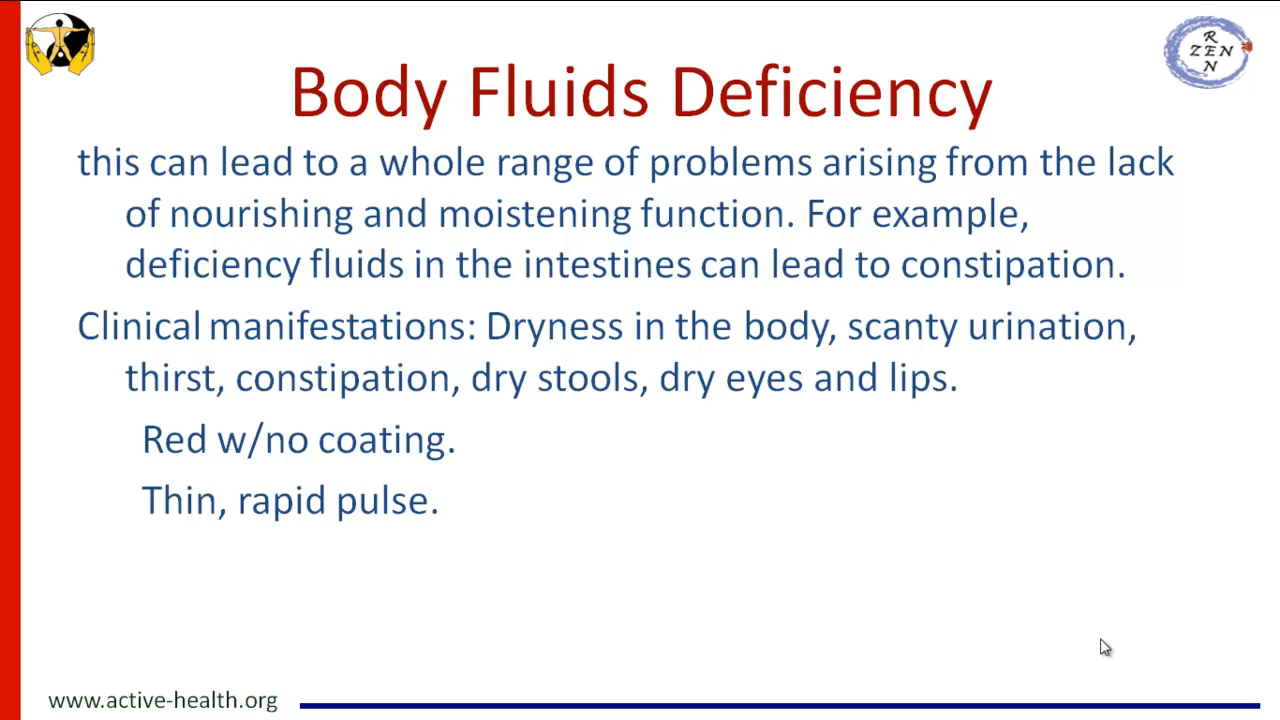 REN
ZEN
Body Fluids Deficiency
this can lead to a whole range of problems arising from the lack
of nourishing and moistening function. For example,
deficiency fluids in the intestines can lead to constipation.
Clinical manifestations: Dryness in the body, scanty urination,
thirst, constipation, dry stools, dry eyes and lips.
Red w/no coating.
Thin, rapid pulse.
www.active-health.org